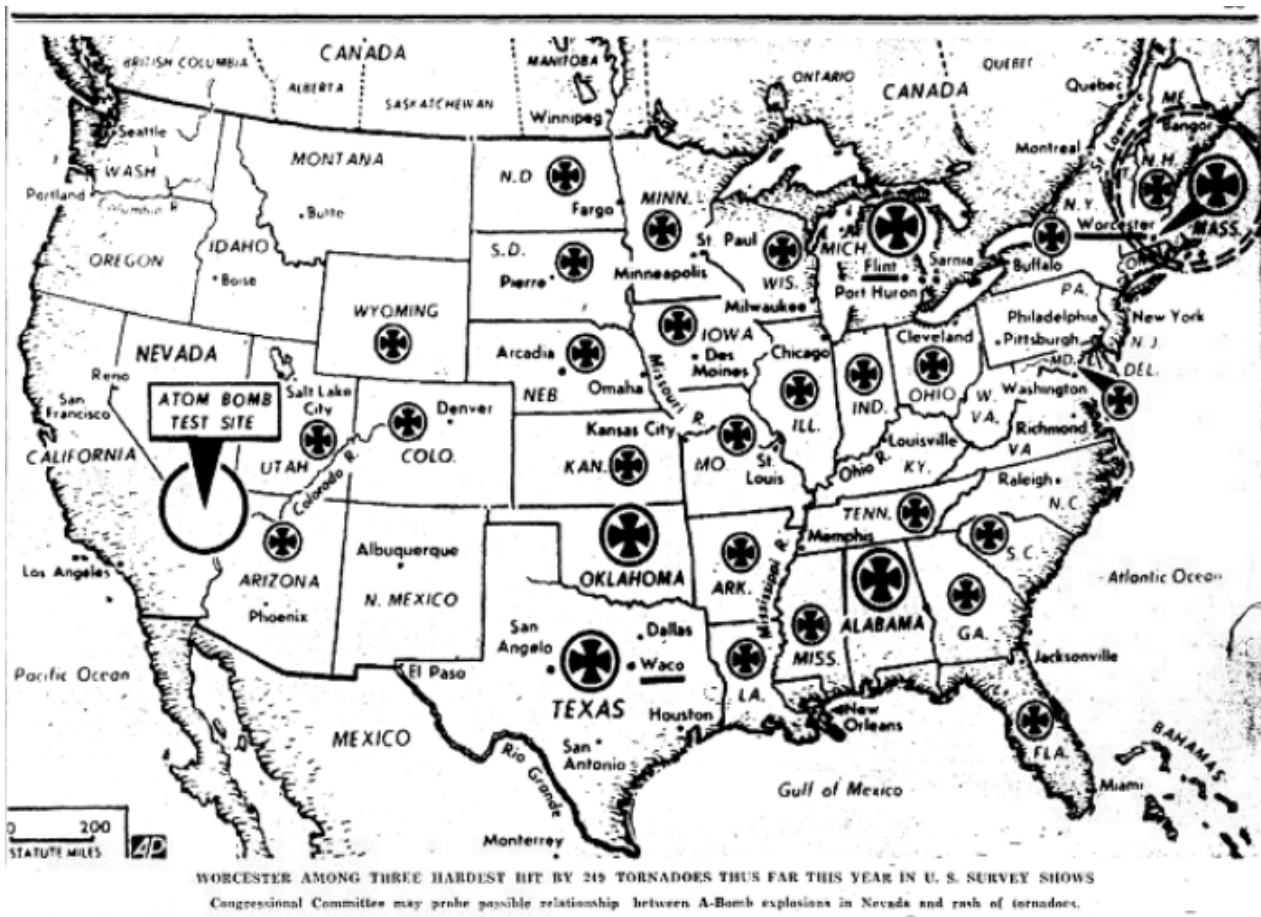 CANADA
BRITISH COLUMBIA
ALBERTA
SASKATCHEWAN
MANITOBA
Winnipeg
ONTARIO
CANADA
QUEBEC
Quebec
Montreal
St. Lawrence
ME.
Bangor
Seattle
WASH
Portland
Columbia R.
MONTANA
Butte
N.D
Fargo
MINN.
St. Paul
Minneapolis
WIS.
Milwaukee
MICH.
Flint
Port Huron
Sarnia
N.H.
N.Y.
Worcester
MASS.
Buffalo
OREGON
IDAHO
Boise
S.D.
Pierre
WYOMING
IOWA
Des
Moines
Chicago
Cleveland
PA.
Philadelphia
Pittsburgh
New York
N J.
MD.
DEL.
Washington
NEVADA
Reno
San
Francisco
ATOM BOMB
TEST SITE
Salt Lake
City
UTAH
Colorado R.
Denver
COLO.
Arcadia
NEB.
Omaha
Missouri
R.
Kansas City
KAN.
MO.
St.
Louis
ILL.
IND.
OHIO
W.
VA.
Richmond
VA
Louisville
Ohio R.
KY.
Raleigh
N.C.
CALIFORNIA
Los Angeles
ARIZONA
Phoenix
Albuquerque
N. MEXICO
OKLAHOMA
ARK.
Mississippi R.
TENN.
Memphis
S.C.
ALABAMA
GA.
MISS.
Atlantic Ocean
Pacific Ocean
El Paso
San
Angelo
Dallas
Waco
TEXAS
Houston
San
Antonio
LA.
New
Orleans
Jacksonville
FLA.
Miami
BAHAMAS
MEXICO
Rio Grande
Monterrey
Gulf of Mexico
0 200
STATUTE MILES
AP
WORCESTER AMONG THREE HARDEST HIT BY 249 TORNADOES THUS FAR THIS YEAR IN U. S. SURVEY SHOWS
Congressional Committee may probe possible relationship between A-Bomb explosions in Nevada and rash of tornadoes.